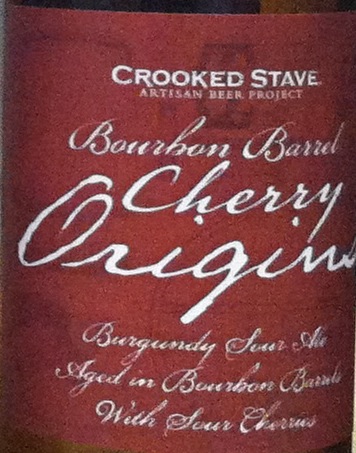 CROOKED STAVE
ARTISAN BEER PROJECT
Bourbon Barrel
Cherry
Origins
Burgundy Sour Ale
Aged in Bourbon Barrels
With Sour Cherries